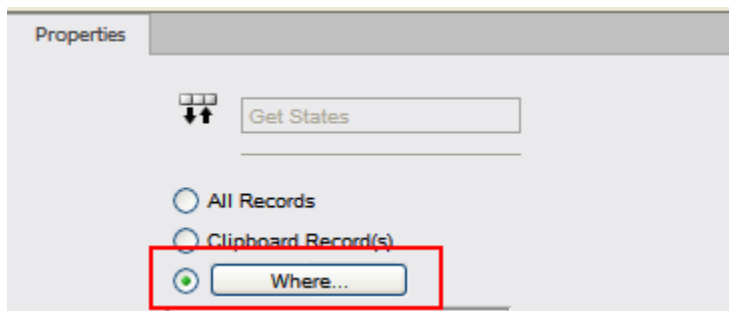 Properties
Get States
All Records
Clipboard Record(s)
Where...